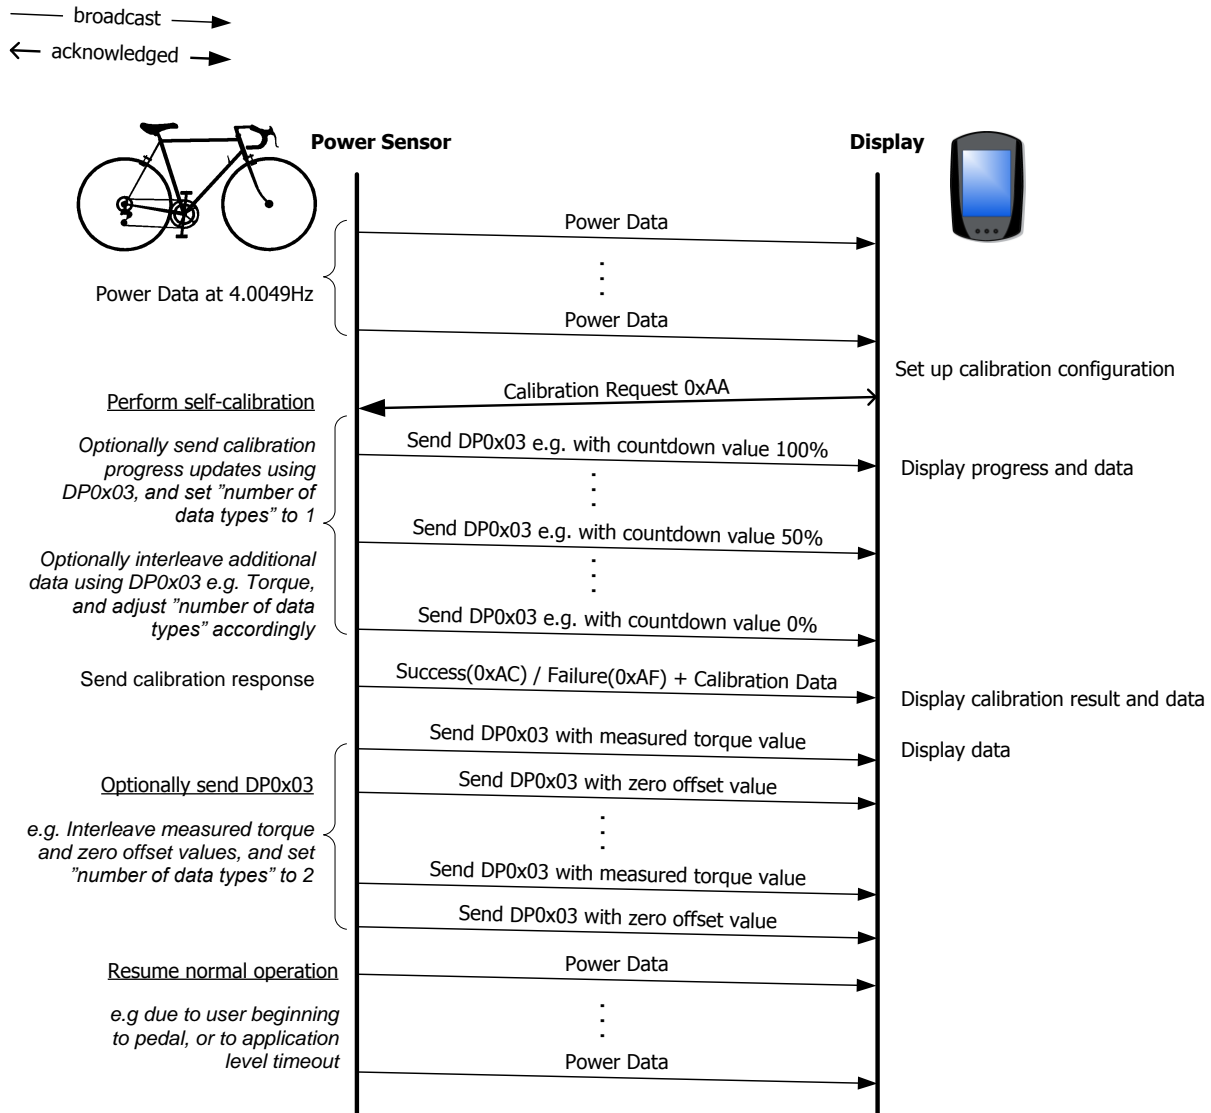 broadcast
acknowledged
Power Sensor
Display
Power Data
Power Data at 4.0049Hz
Power Data
Set up calibration configuration
Calibration Request 0xAA
Perform self-calibration
Optionally send calibration
progress updates using
DP0x03, and set "number of
data types" to 1
Send DP0x03 e.g. with countdown value 100%
Display progress and data
Send DP0x03 e.g. with countdown value 50%
Optionally interleave additional
data using DP0x03 e.g. Torque,
and adjust "number of data
types" accordingly
Send DP0x03 e.g. with countdown value 0%
Send calibration response
Success(0xAC) / Failure(0xAF) + Calibration Data
Display calibration result and data
Send DP0x03 with measured torque value
Display data
Optionally send DP0x03
Send DP0x03 with zero offset value
e.g. Interleave measured torque
and zero offset values, and set
"number of data types" to 2
Send DP0x03 with measured torque value
Send DP0x03 with zero offset value
Resume normal operation
Power Data
e.g due to user beginning
to pedal, or to application
level timeout
Power Data